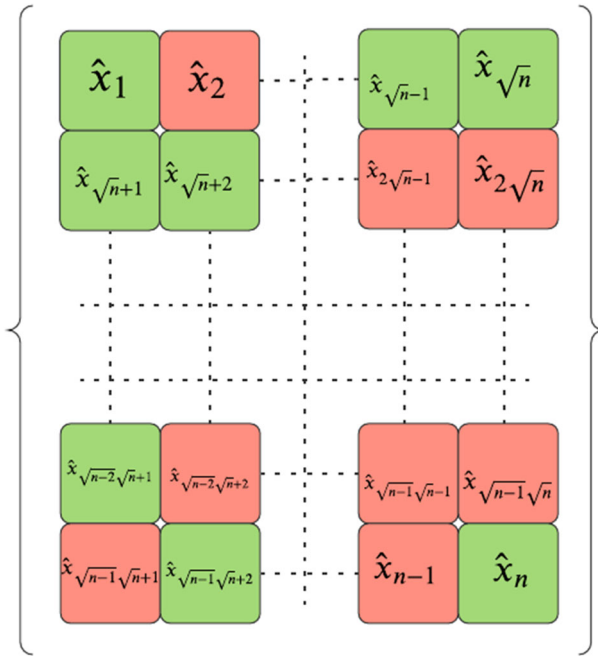 x̂₁ x̂₂ x̂_{√n−1} x̂_{√n}
x̂_{√n+1} x̂_{√n+2} x̂_{2√n−1} x̂_{2√n}
x̂_{√{n−2}√n+1} x̂_{√{n−2}√n+2} x̂_{√{n−1}√n−1} x̂_{√{n−1}√n}
x̂_{√{n−1}√n+1} x̂_{√{n−1}√n+2} x̂_{n−1} x̂_n